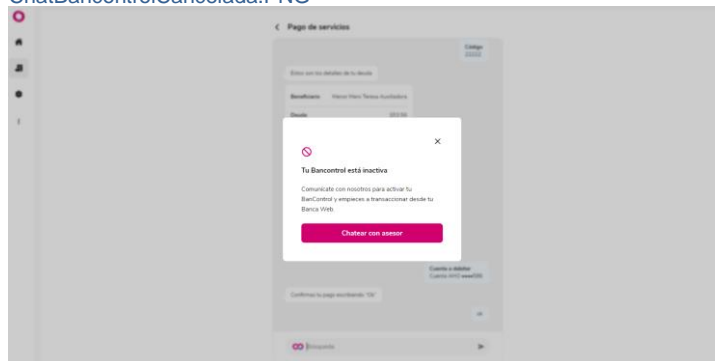 ChatBancontrolCancelada.PNG
Pago de servicios
Código
Estos son los detalles de tu deuda
Beneficiario
Deuda
Tu Bancontrol está inactiva
Comunícate con nosotros para activar tu
BanControl y empieces a transaccionar desde tu
Banca Web.
Chatear con asesor
Cuenta a debitar
Confirmar tu pago escribiendo "OK"